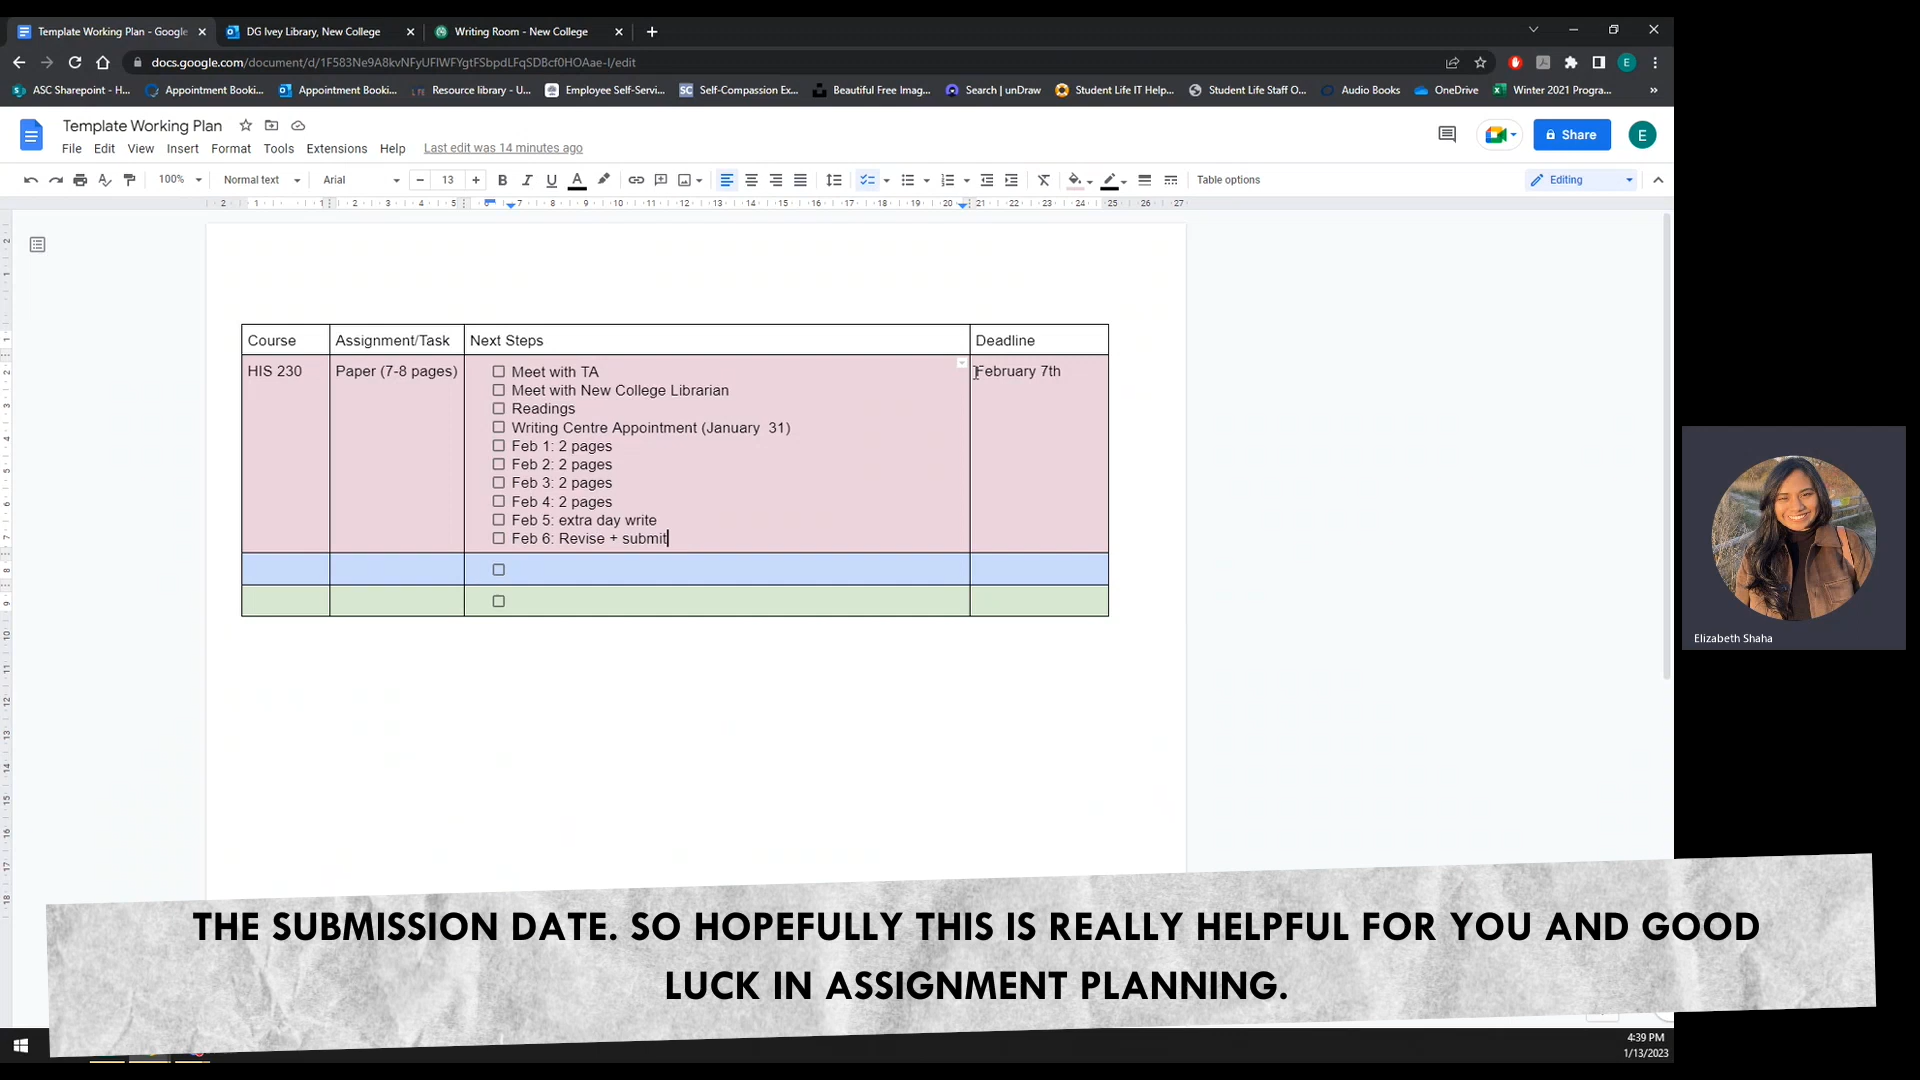 Template Working Plan - Google
DG Ivey Library, New College
Writing Room - New College
docs.google.com/document/d/1F583Ne9A8kvNFyUFlWFYgtFSbpdLFqSDBcf0HOAae-I/edit
ASC Sharepoint - H...
Appointment Booki...
Appointment Booki...
Resource library - U...
Employee Self-Servi...
Self-Compassion Ex...
Beautiful Free Imag...
Search | unDraw
Student Life IT Help...
Student Life Staff O...
Audio Books
OneDrive
Winter 2021 Progra...
Template Working Plan
File Edit View Insert Format Tools Extensions Help Last edit was 14 minutes ago
Share
E
100% Normal text Arial 13 Table options Editing
Course Assignment/Task Next Steps Deadline
HIS 230 Paper (7-8 pages) Meet with TA February 7th
Meet with New College Librarian
Readings
Writing Centre Appointment (January  31)
Feb 1: 2 pages
Feb 2: 2 pages
Feb 3: 2 pages
Feb 4: 2 pages
Feb 5: extra day write
Feb 6: Revise + submit
Elizabeth Shaha
THE SUBMISSION DATE. SO HOPEFULLY THIS IS REALLY HELPFUL FOR YOU AND GOOD
LUCK IN ASSIGNMENT PLANNING.
4:39 PM
1/13/2023